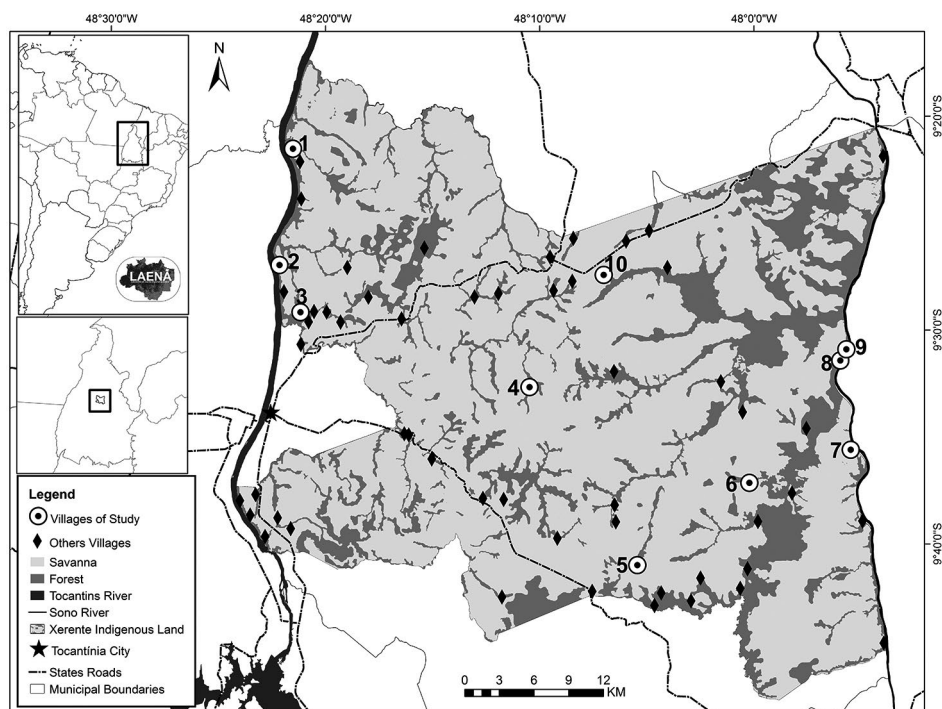 48°30'0"W 48°20'0"W 48°10'0"W 48°0'0"W
N
9°20'0"S
9°30'0"S
9°40'0"S
LAENA
1
2
3
10
9
8
4
7
6
5
Legend
Villages of Study
Others Villages
Savanna
Forest
Tocantins River
Sono River
Xerente Indigenous Land
Tocantínia City
States Roads
Municipal Boundaries
0 3 6 9 12
KM